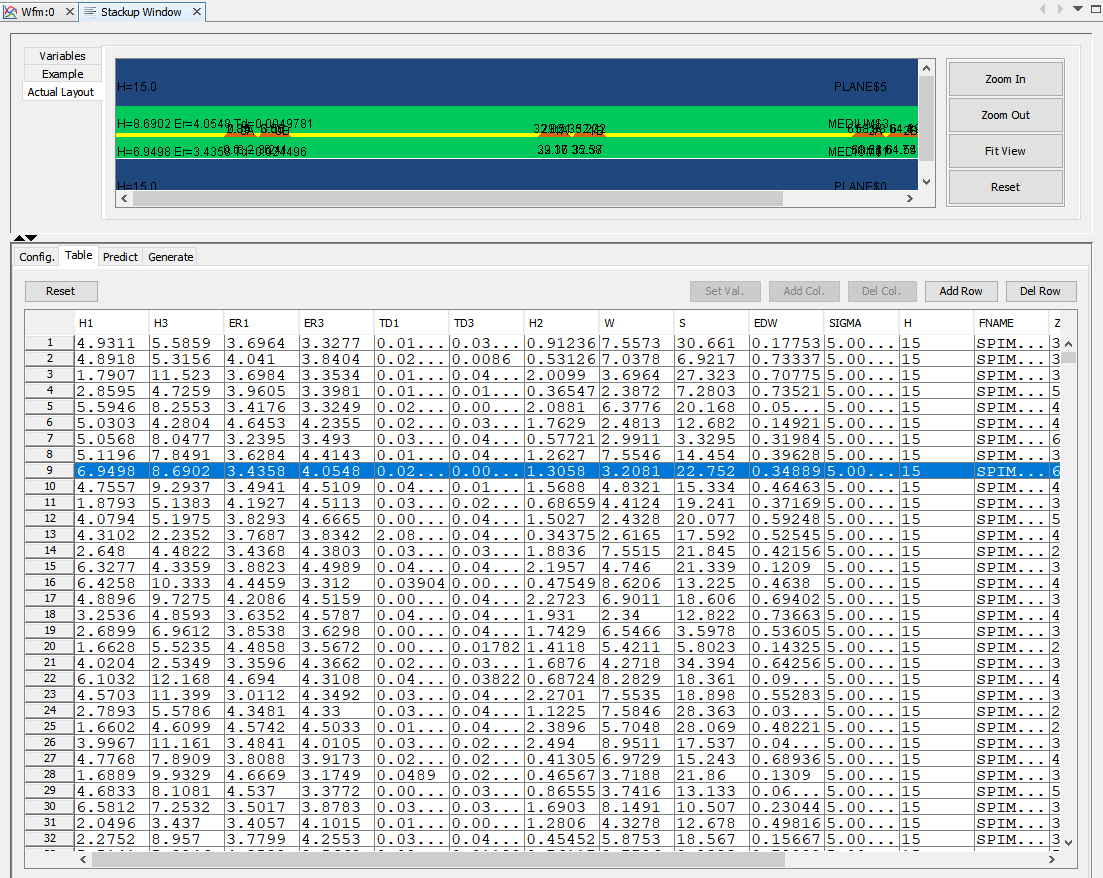 Wfm:0 Stackup Window
Variables
Example
Actual Layout
H=15.0 PLANE$5
H=8.6902 Er=4.0548 Td=0.0049781 MEDIUM$3
H=6.9498 Er=3.4358
H=15.0 PLANE$0
Zoom In
Zoom Out
Fit View
Reset
Config. Table Predict Generate
Reset Set Val. Add Col. Del Col. Add Row Del Row
H1 H3 ER1 ER3 TD1 TD3 H2 W S EDW SIGMA H FNAME Z
1 4.9311 5.5859 3.6964 3.3277 0.01... 0.03... 0.91236 7.5573 30.661 0.17753 5.00... 15 SPIM... 3
2 4.8918 5.3156 4.041 3.8404 0.02... 0.0086 0.53126 7.0378 6.9217 0.73337 5.00... 15 SPIM... 3
3 1.7907 11.523 3.6984 3.3534 0.01... 0.04... 2.0099 3.6964 27.323 0.70775 5.00... 15 SPIM... 3
4 2.8595 4.7259 3.9605 3.3981 0.01... 0.01... 0.36547 2.3872 7.2803 0.73521 5.00... 15 SPIM... 5
5 5.5946 8.2553 3.4176 3.3249 0.02... 0.00... 2.0881 6.3776 20.168 0.05... 5.00... 15 SPIM... 4
6 5.0303 4.2804 4.6453 4.2355 0.02... 0.03... 1.7629 2.4813 12.682 0.14921 5.00... 15 SPIM... 4
7 5.0568 8.0477 3.2395 3.493 0.03... 0.04... 0.57721 2.9911 3.3295 0.31984 5.00... 15 SPIM... 6
8 5.1196 7.8491 3.6284 4.4143 0.01... 0.04... 1.2627 7.5546 14.454 0.39628 5.00... 15 SPIM... 3
9 6.9498 8.6902 3.4358 4.0548 0.02... 0.00... 1.3058 3.2081 22.752 0.34889 5.00... 15 SPIM... 6
10 4.7557 9.2937 3.4941 4.5109 0.04... 0.01... 1.5688 4.8321 15.334 0.46463 5.00... 15 SPIM... 4
11 1.8793 5.1383 4.1927 4.5113 0.03... 0.02... 0.68659 4.4124 19.241 0.37169 5.00... 15 SPIM... 3
12 4.0794 5.1975 3.8293 4.6665 0.00... 0.04... 1.5027 2.4328 20.077 0.59248 5.00... 15 SPIM... 5
13 4.3102 2.2352 3.7687 3.8342 2.08... 0.04... 0.34375 2.6165 17.592 0.52545 5.00... 15 SPIM... 4
14 2.648 4.4822 3.4368 4.3803 0.03... 0.03... 1.8836 7.5515 21.845 0.42156 5.00... 15 SPIM... 2
15 6.3277 4.3359 3.8823 4.4989 0.04... 0.04... 2.1957 4.746 21.339 0.1209 5.00... 15 SPIM... 3
16 6.4258 10.333 4.4459 3.312 0.03904 0.00... 0.47549 8.6206 13.225 0.4638 5.00... 15 SPIM... 3
17 4.8896 9.7275 4.2086 4.5159 0.00... 0.04... 2.2723 6.9011 18.606 0.69402 5.00... 15 SPIM... 3
18 3.2536 4.8593 3.6352 4.5787 0.04... 0.04... 1.931 2.34 12.822 0.73663 5.00... 15 SPIM... 4
19 2.6899 6.9612 3.8538 3.6298 0.00... 0.04... 1.7429 6.5466 3.5978 0.53605 5.00... 15 SPIM... 3
20 1.6628 5.5235 4.4858 3.5672 0.00... 0.01782 1.4118 5.4211 5.8023 0.14325 5.00... 15 SPIM... 2
21 4.0204 2.5349 3.3596 4.3662 0.02... 0.03... 1.6876 4.2718 34.394 0.64256 5.00... 15 SPIM... 3
22 6.1032 12.168 4.694 4.3108 0.04... 0.03822 0.68724 8.2829 18.361 0.09... 5.00... 15 SPIM... 4
23 4.5703 11.399 3.0112 4.3492 0.03... 0.04... 2.2701 7.5535 18.898 0.55283 5.00... 15 SPIM... 3
24 2.7893 5.5786 4.3481 4.33 0.03... 0.04... 1.1225 7.5846 28.363 0.03... 5.00... 15 SPIM... 2
25 1.6602 4.6099 4.5742 4.5033 0.01... 0.04... 2.3896 5.7048 28.069 0.48221 5.00... 15 SPIM... 2
26 3.9967 11.161 3.4841 4.0105 0.03... 0.02... 2.494 8.9511 17.537 0.04... 5.00... 15 SPIM... 3
27 4.7768 7.8909 3.8088 3.9173 0.02... 0.02... 0.41305 6.9729 15.243 0.68936 5.00... 15 SPIM... 4
28 1.6889 9.9329 4.6669 3.1749 0.0489 0.02... 0.46567 3.7188 21.86 0.1309 5.00... 15 SPIM... 3
29 4.6833 8.1081 4.537 3.3772 0.00... 0.03... 0.86555 3.7416 13.133 0.06... 5.00... 15 SPIM... 5
30 6.5812 7.2532 3.5017 3.8783 0.03... 0.03... 1.6903 8.1491 10.507 0.23044 5.00... 15 SPIM... 3
31 2.0496 3.437 3.4057 4.1015 0.01... 0.00... 1.2806 4.3278 12.678 0.49816 5.00... 15 SPIM... 3
32 2.2752 8.957 3.7799 4.2553 0.03... 0.04... 0.45452 5.8753 18.567 0.15667 5.00... 15 SPIM... 3